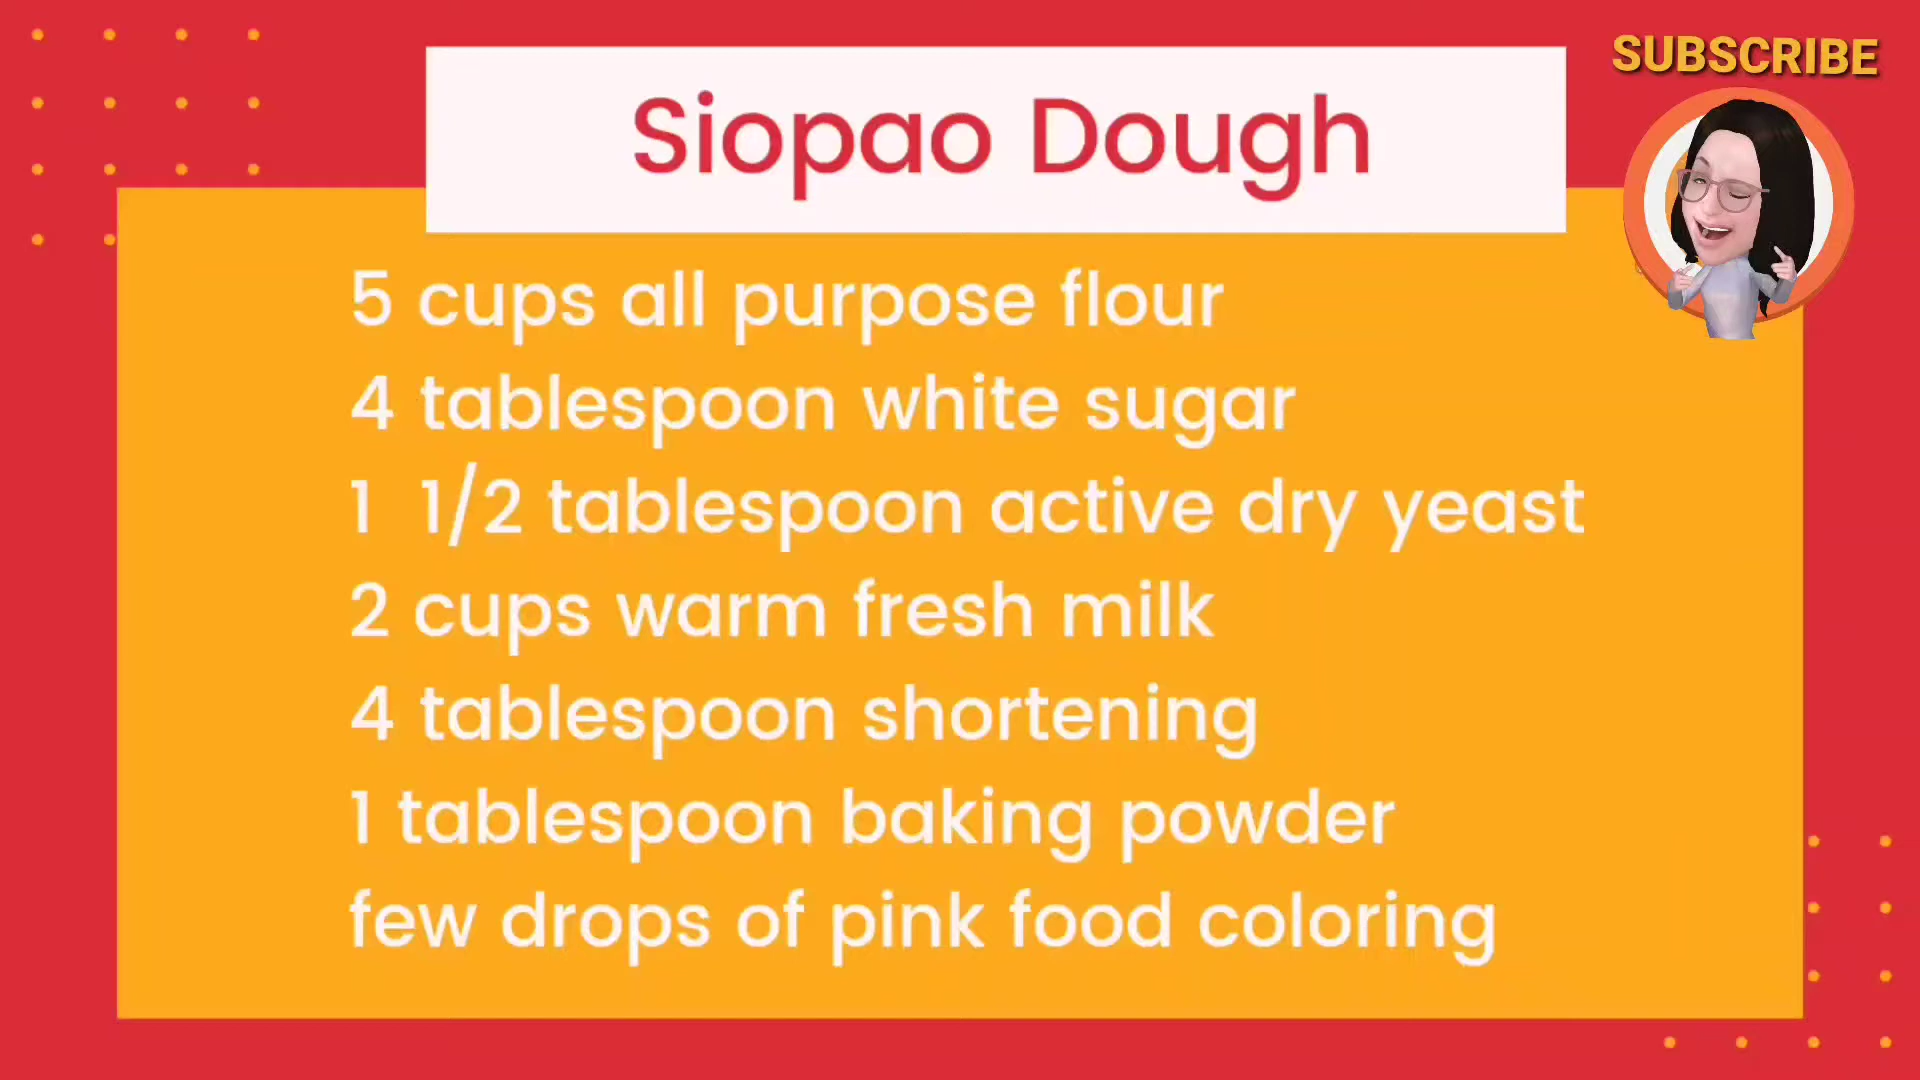 SUBSCRIBE
Siopao Dough
5 cups all purpose flour
4 tablespoon white sugar
1  1/2 tablespoon active dry yeast
2 cups warm fresh milk
4 tablespoon shortening
1 tablespoon baking powder
few drops of pink food coloring